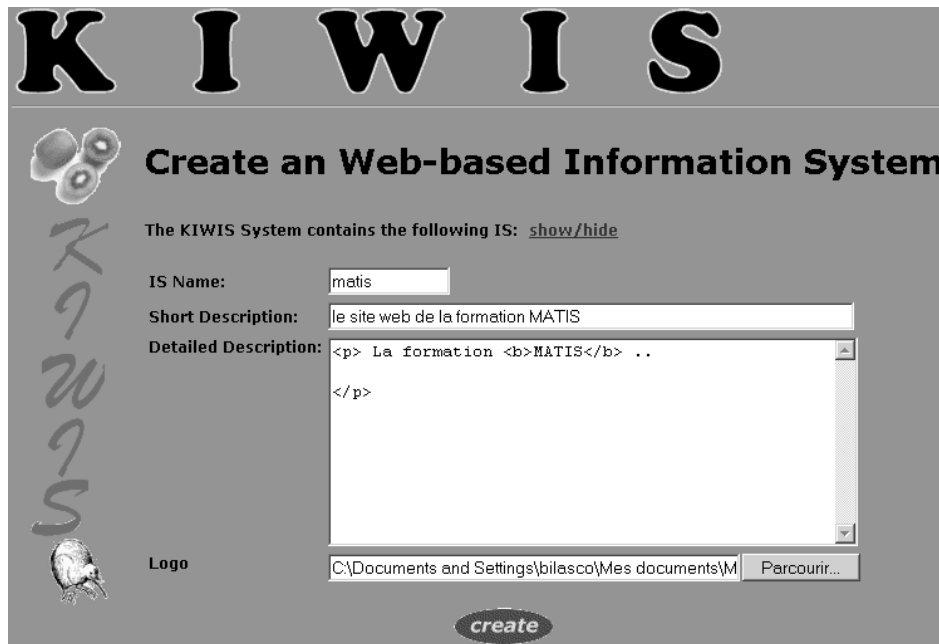 K I W I S
Create an Web-based Information System
The KIWIS System contains the following IS: show/hide
K
I
W
I
S
IS Name: matis
Short Description: le site web de la formation MATIS
Detailed Description: <p> La formation <b>MATIS</b> ..
</p>
Logo C:\Documents and Settings\bilasco\Mes documents\M Parcourir...
create